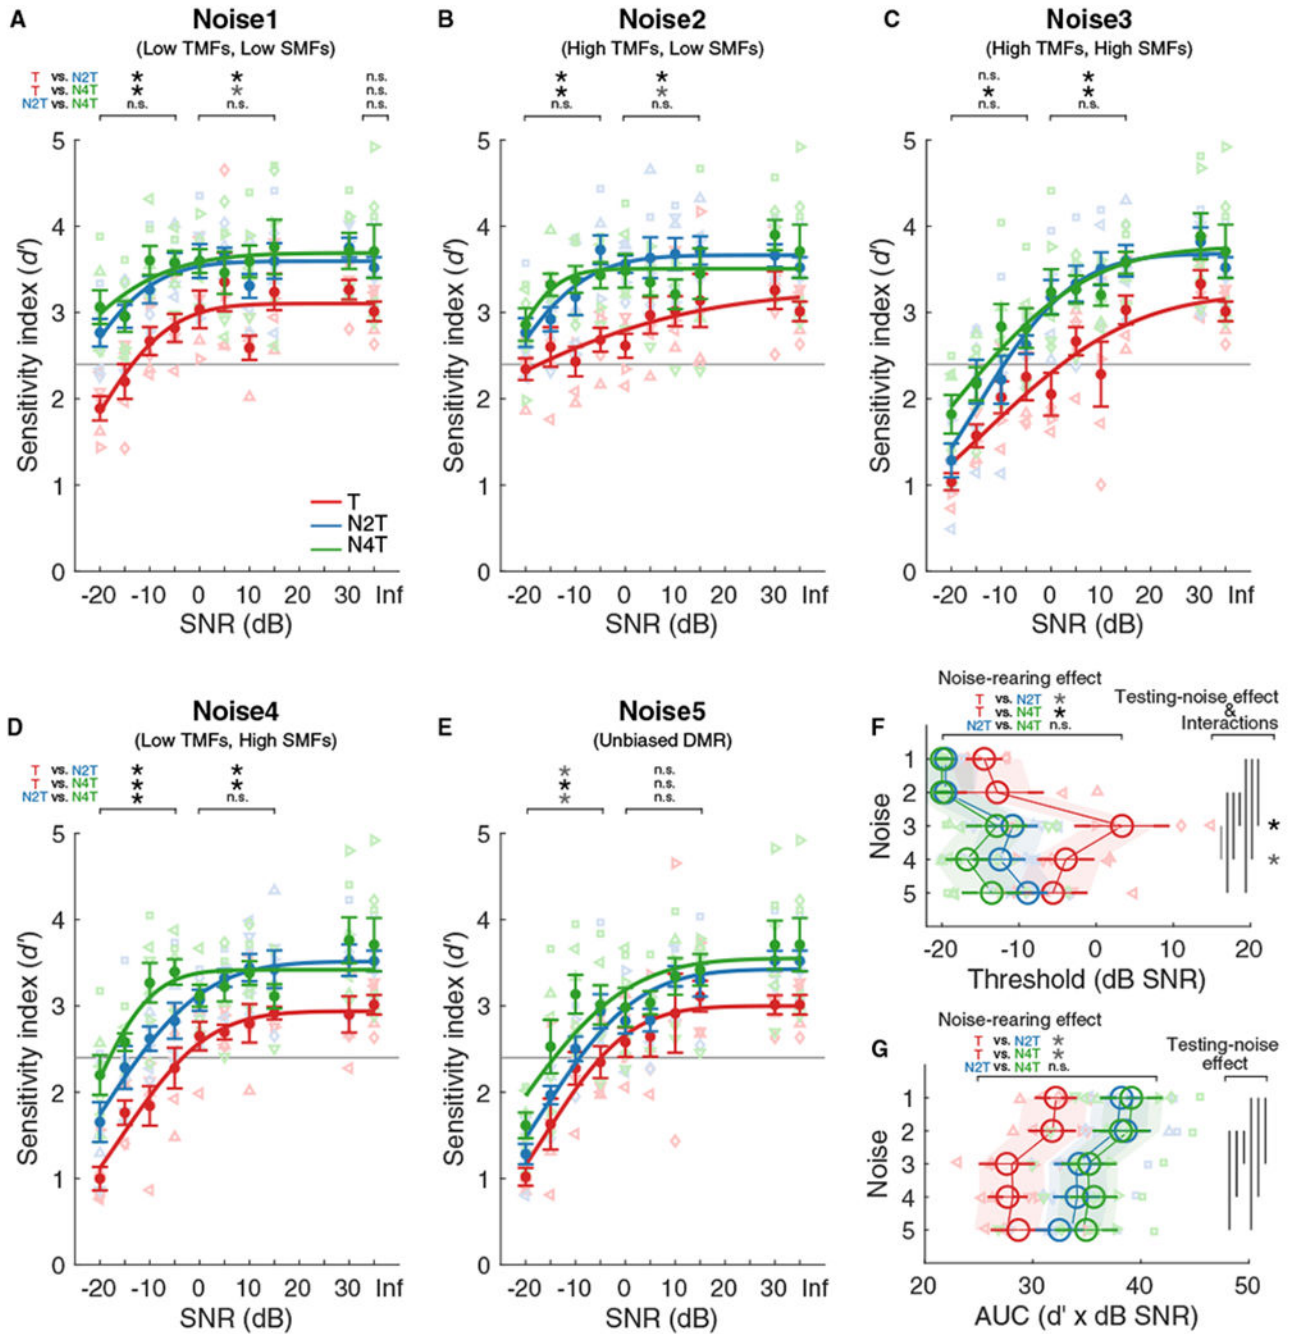 A
Noise1
(Low TMFs, Low SMFs)
T vs. N2T * *  n.s.
T vs. N4T * *  n.s.
N2T vs. N4T n.s. n.s. n.s.
Sensitivity index (d')
5
4
3
2
1
0
T
N2T
N4T
-20 -10 0 10 20 30 Inf
SNR (dB)
B
Noise2
(High TMFs, Low SMFs)
* *
* *
n.s. n.s.
Sensitivity index (d')
5
4
3
2
1
0
-20 -10 0 10 20 30 Inf
SNR (dB)
C
Noise3
(High TMFs, High SMFs)
n.s. *
* *
n.s. n.s.
Sensitivity index (d')
5
4
3
2
1
0
-20 -10 0 10 20 30 Inf
SNR (dB)
D
Noise4
(Low TMFs, High SMFs)
T vs. N2T * *
T vs. N4T * *
N2T vs. N4T * n.s.
Sensitivity index (d')
5
4
3
2
1
0
-20 -10 0 10 20 30 Inf
SNR (dB)
E
Noise5
(Unbiased DMR)
* n.s.
* n.s.
* n.s.
Sensitivity index (d')
5
4
3
2
1
0
-20 -10 0 10 20 30 Inf
SNR (dB)
F
Noise-rearing effect
T vs. N2T *
T vs. N4T *
N2T vs. N4T n.s.
Testing-noise effect
&
Interactions
Noise
1
2
3 *
4 *
5
-20 -10 0 10 20
Threshold (dB SNR)
G
Noise-rearing effect
T vs. N2T *
T vs. N4T *
N2T vs. N4T n.s.
Testing-noise
effect
Noise
1
2
3
4
5
20 30 40 50
AUC (d' x dB SNR)